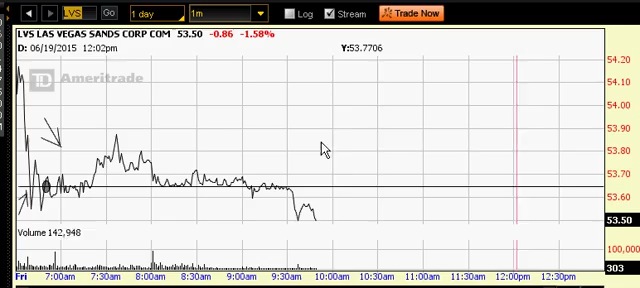 LVS Go 1 day 1m Log Stream Trade Now
LVS LAS VEGAS SANDS CORP COM 53.50 -0.86 -1.58%
D: 06/19/2015 12:02pm Y:53.7706
TD Ameritrade
54.20
54.10
54.00
53.90
53.80
53.70
53.60
53.50
Volume 142,948
100,000
303
Fri 7:00am 7:30am 8:00am 8:30am 9:00am 9:30am 10:00am 10:30am 11:00am 11:30am 12:00pm 12:30pm